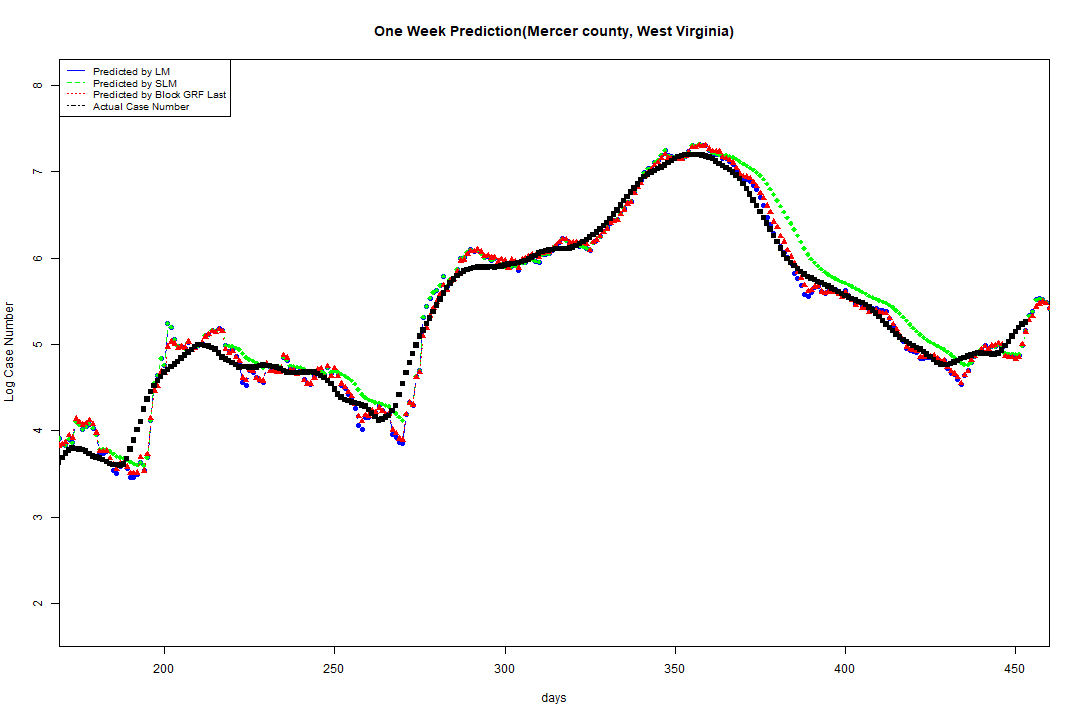 One Week Prediction(Mercer county, West Virginia)
Predicted by LM
Predicted by SLM
Predicted by Block GRF Last
Actual Case Number
8
7
6
5
4
3
2
Log Case Number
200 250 300 350 400 450
days